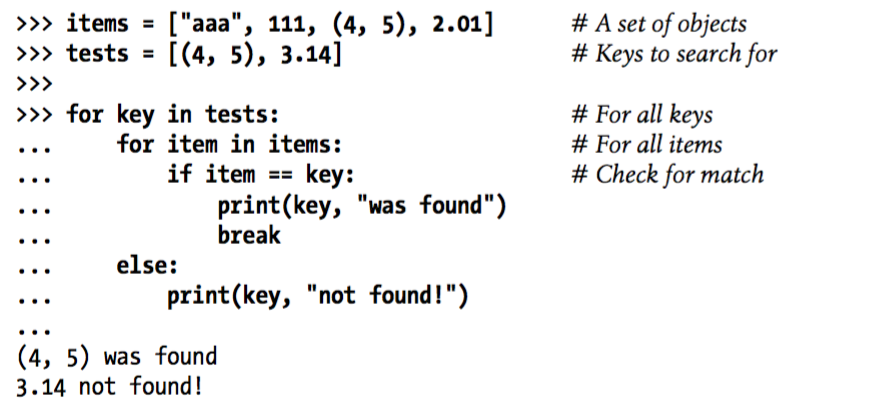 >>> items = ["aaa", 111, (4, 5), 2.01]          # A set of objects
>>> tests = [(4, 5), 3.14]                      # Keys to search for
>>>
>>> for key in tests:                           # For all keys
...     for item in items:                      # For all items
...         if item == key:                     # Check for match
...             print(key, "was found")
...             break
...     else:
...         print(key, "not found!")
...
(4, 5) was found
3.14 not found!